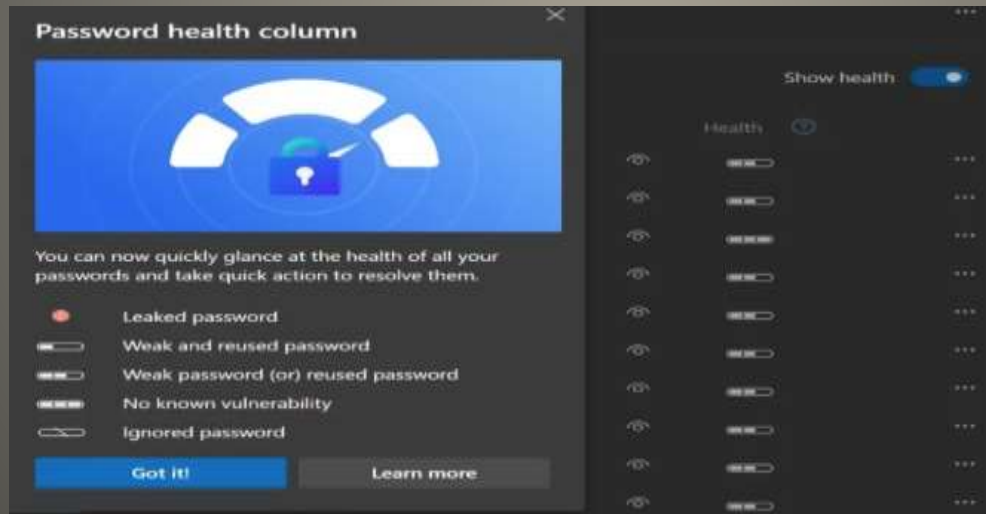 Password health column
Show health
Health
You can now quickly glance at the health of all your
passwords and take quick action to resolve them.
Leaked password
Weak and reused password
Weak password (or) reused password
No known vulnerability
Ignored password
Got it!
Learn more